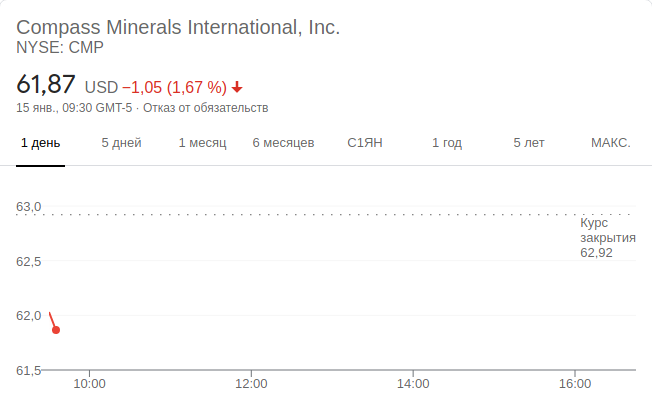 Compass Minerals International, Inc.
NYSE: CMP
61,87 USD −1,05 (1,67 %)
15 янв., 09:30 GMT-5 · Отказ от обязательств
1 день 5 дней 1 месяц 6 месяцев С1ЯН 1 год 5 лет МАКС.
63,0
Курс
закрытия
62,92
62,5
62,0
61,5
10:00 12:00 14:00 16:00